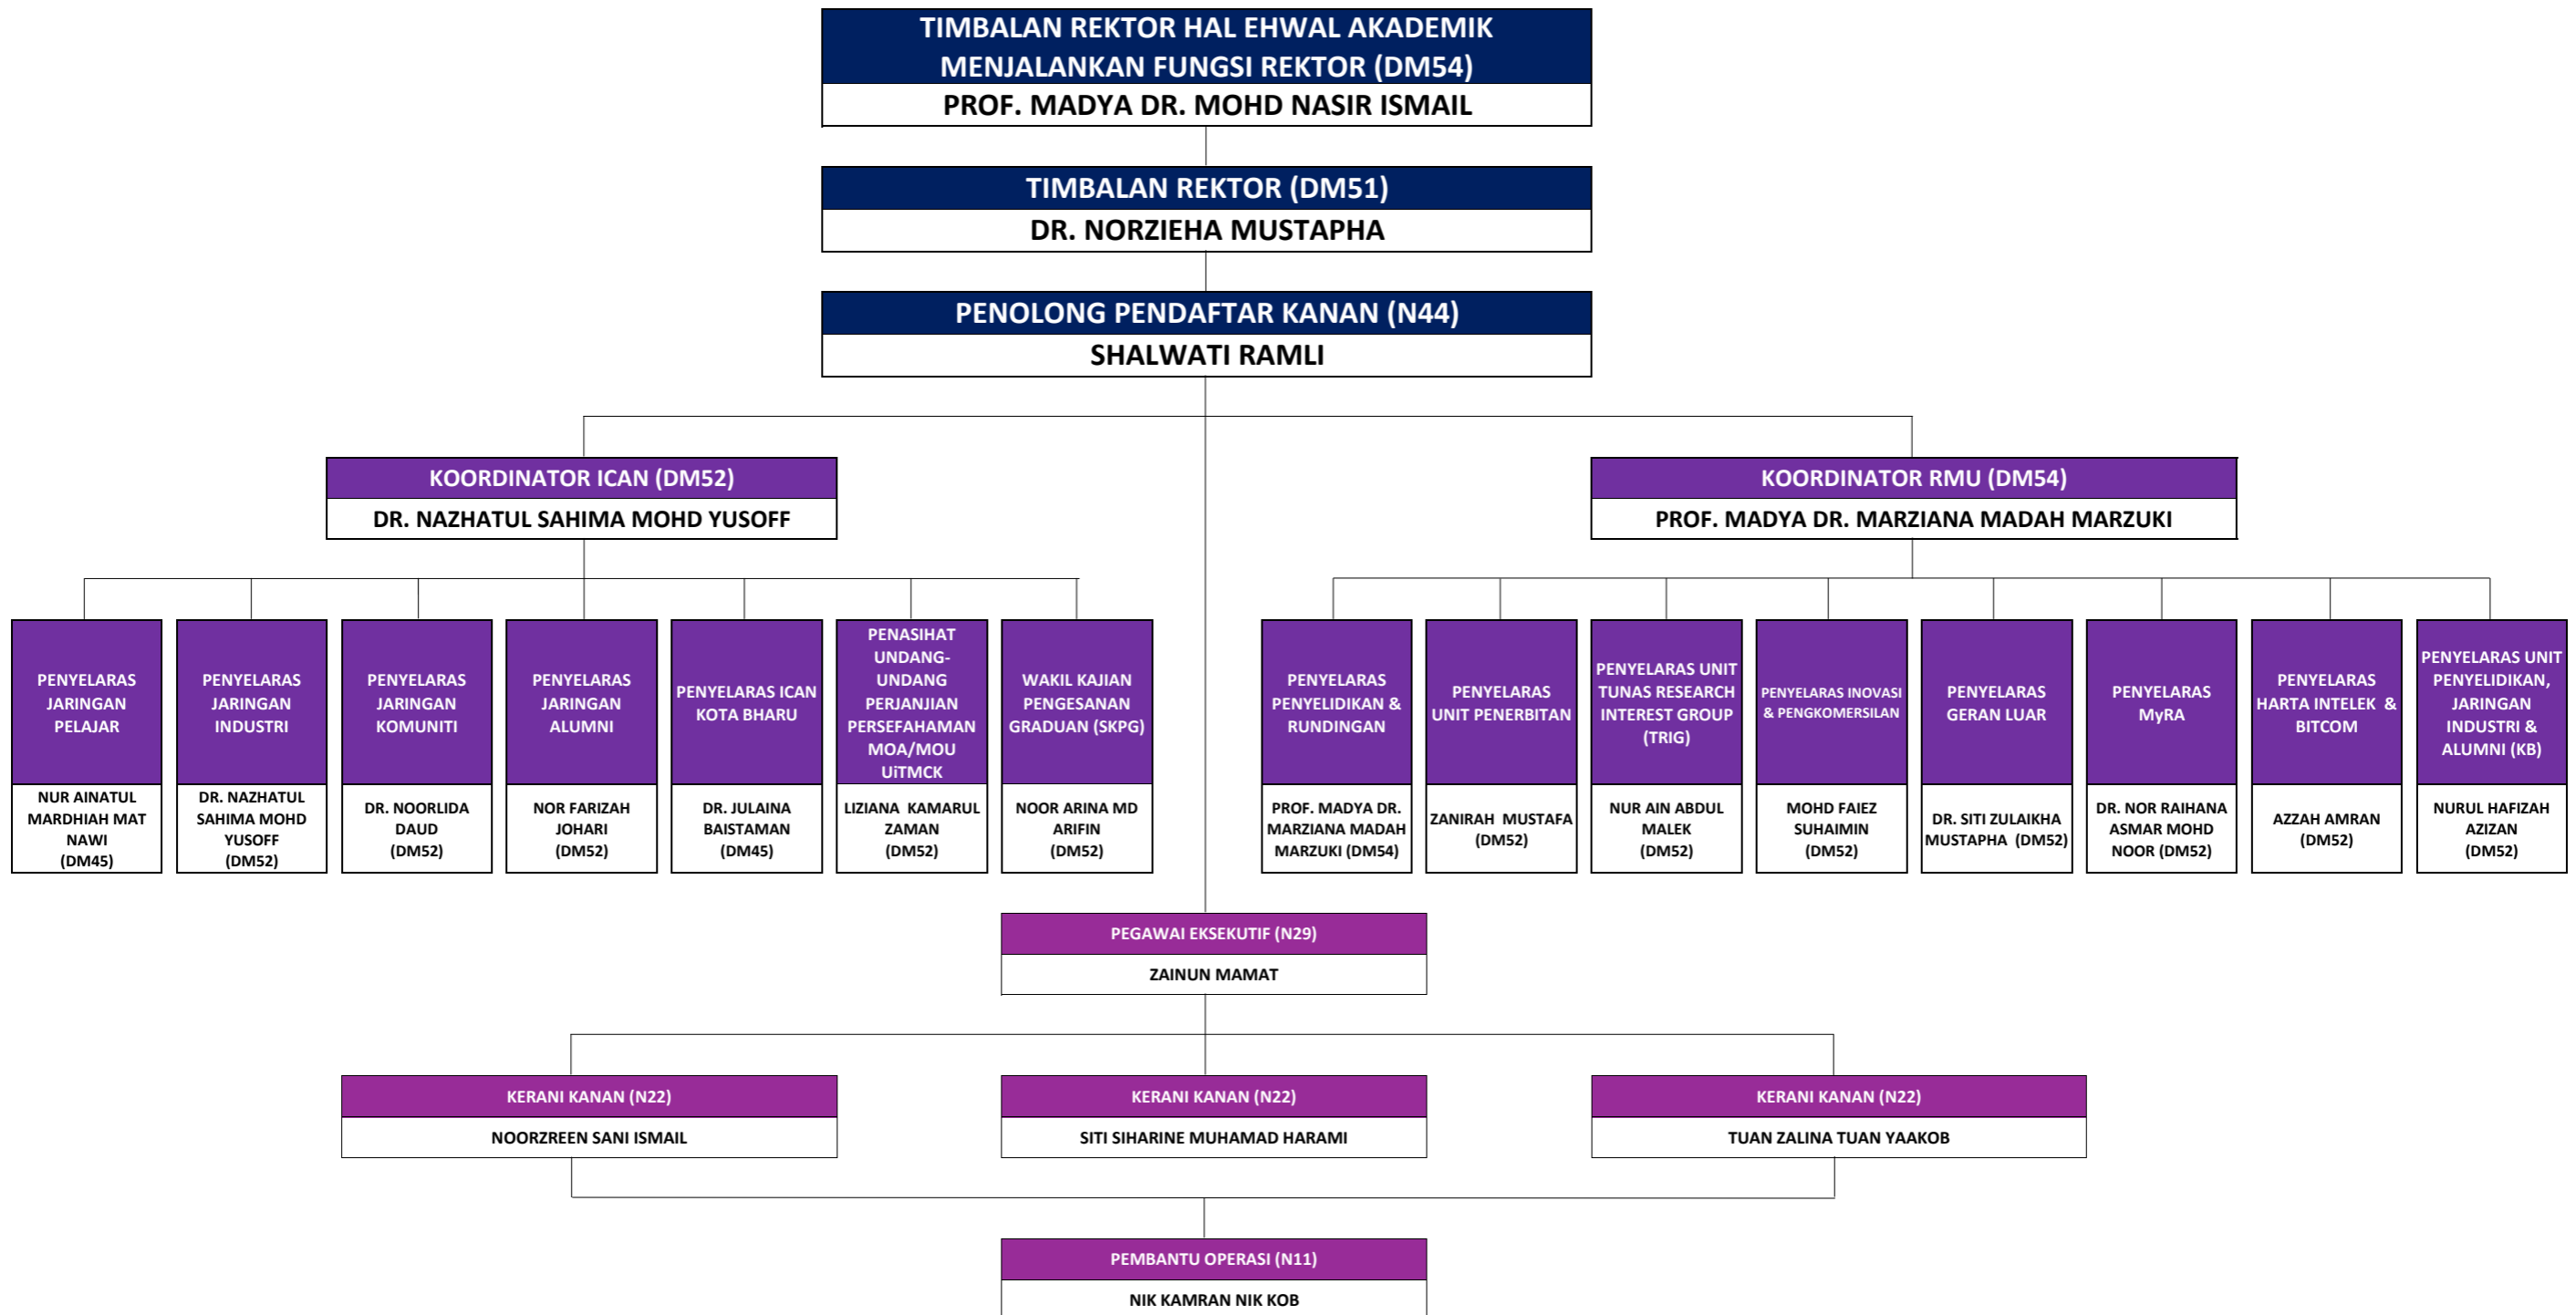 TIMBALAN REKTOR HAL EHWAL AKADEMIK
MENJALANKAN FUNGSI REKTOR (DM54)
PROF. MADYA DR. MOHD NASIR ISMAIL
TIMBALAN REKTOR (DM51)
DR. NORZIEHA MUSTAPHA
PENOLONG PENDAFTAR KANAN (N44)
SHALWATI RAMLI
KOORDINATOR ICAN (DM52)
DR. NAZHATUL SAHIMA MOHD YUSOFF
KOORDINATOR RMU (DM54)
PROF. MADYA DR. MARZIANA MADAH MARZUKI
PENYELARAS
JARINGAN
PELAJAR
NUR AINATUL
MARDHIAH MAT
NAWI
(DM45)
PENYELARAS
JARINGAN
INDUSTRI
DR. NAZHATUL
SAHIMA MOHD
YUSOFF
(DM52)
PENYELARAS
JARINGAN
KOMUNITI
DR. NOORLIDA
DAUD
(DM52)
PENYELARAS
JARINGAN
ALUMNI
NOR FARIZAH
JOHARI
(DM52)
PENYELARAS ICAN
KOTA BHARU
DR. JULAINA
BAISTAMAN
(DM45)
PENASIHAT
UNDANG-
UNDANG
PERJANJIAN
PERSEFAHAMAN
MOA/MOU
UiTMCK
LIZIANA KAMARUL
ZAMAN
(DM52)
WAKIL KAJIAN
PENGESANAN
GRADUAN (SKPG)
NOOR ARINA MD
ARIFIN
(DM52)
PENYELARAS
PENYELIDIKAN &
RUNDINGAN
PROF. MADYA DR.
MARZIANA MADAH
MARZUKI (DM54)
PENYELARAS
UNIT PENERBITAN
ZANIRAH MUSTAFA
(DM52)
PENYELARAS UNIT
TUNAS RESEARCH
INTEREST GROUP
(TRIG)
NUR AIN ABDUL
MALEK
(DM52)
PENYELARAS INOVASI
& PENGKOMERSILAN
MOHD FAIEZ
SUHAIMIN
(DM52)
PENYELARAS
GERAN LUAR
DR. SITI ZULAIKHA
MUSTAPHA (DM52)
PENYELARAS
MyRA
DR. NOR RAIHANA
ASMAR MOHD
NOOR (DM52)
PENYELARAS
HARTA INTELEK &
BITCOM
AZZAH AMRAN
(DM52)
PENYELARAS UNIT
PENYELIDIKAN,
JARINGAN
INDUSTRI &
ALUMNI (KB)
NURUL HAFIZAH
AZIZAN
(DM52)
PEGAWAI EKSEKUTIF (N29)
ZAINUN MAMAT
KERANI KANAN (N22)
NOORZREEN SANI ISMAIL
KERANI KANAN (N22)
SITI SIHARINE MUHAMAD HARAMI
KERANI KANAN (N22)
TUAN ZALINA TUAN YAAKOB
PEMBANTU OPERASI (N11)
NIK KAMRAN NIK KOB